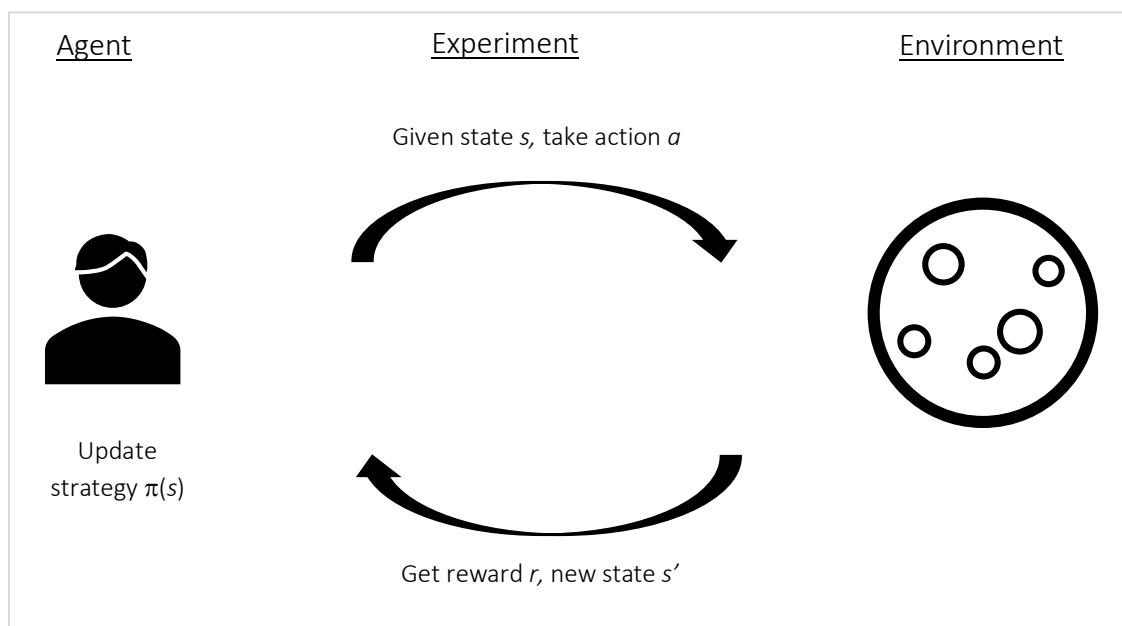 Agent
Experiment
Environment
Given state s, take action a
Update
strategy π(s)
Get reward r, new state s’